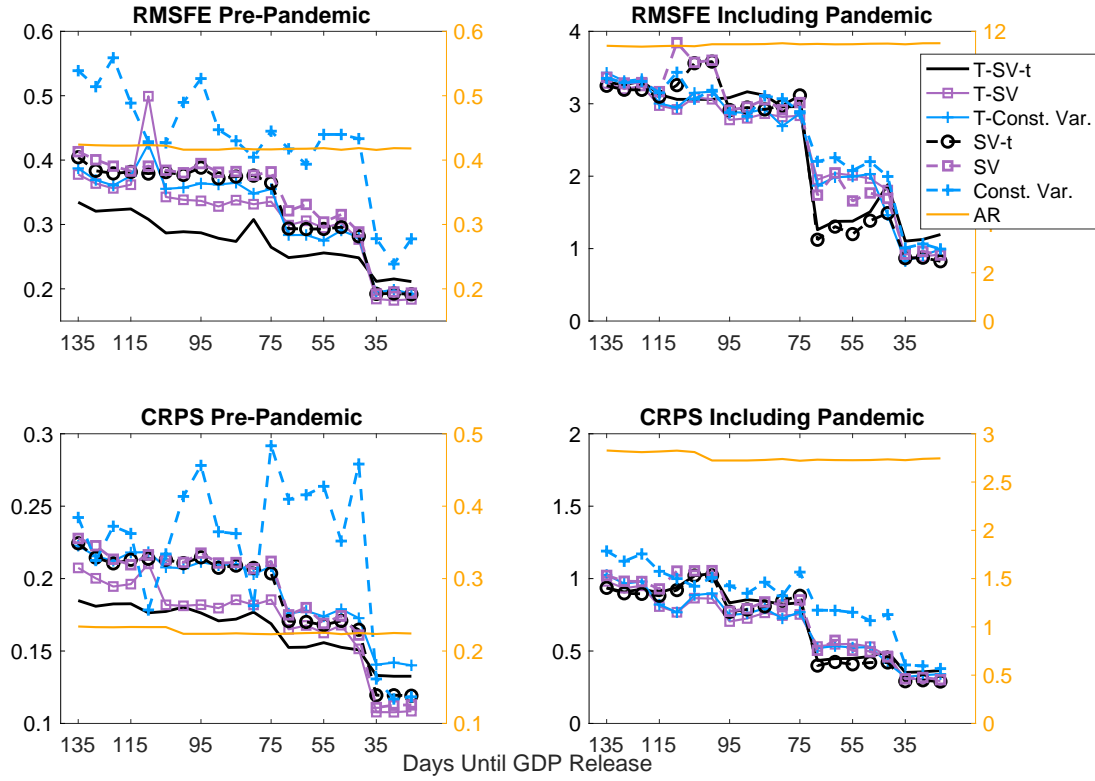 RMSFE Pre-Pandemic
0.6
0.5
0.4
0.3
0.2
0.6
0.5
0.4
0.3
0.2
135 115 95 75 55 35
RMSFE Including Pandemic
4
3
2
1
0
12
4
2
0
135 115 95 75 55 35
T-SV-t
T-SV
T-Const. Var.
SV-t
SV
Const. Var.
AR
CRPS Pre-Pandemic
0.3
0.25
0.2
0.15
0.1
0.5
0.4
0.3
0.2
0.1
135 115 95 75 55 35
CRPS Including Pandemic
2
1.5
1
0.5
0
3
2.5
2
1.5
1
0.5
0
135 115 95 75 55 35
Days Until GDP Release